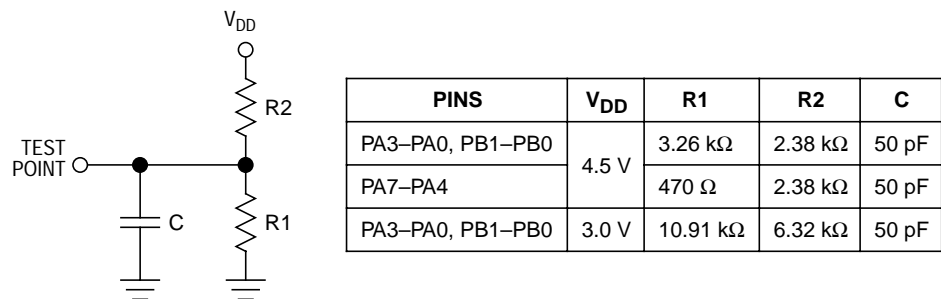 V_DD
R2
TEST
POINT
C
R1
PINS V_DD R1 R2 C
PA3–PA0, PB1–PB0 4.5 V 3.26 kΩ 2.38 kΩ 50 pF
PA7–PA4 470 Ω 2.38 kΩ 50 pF
PA3–PA0, PB1–PB0 3.0 V 10.91 kΩ 6.32 kΩ 50 pF